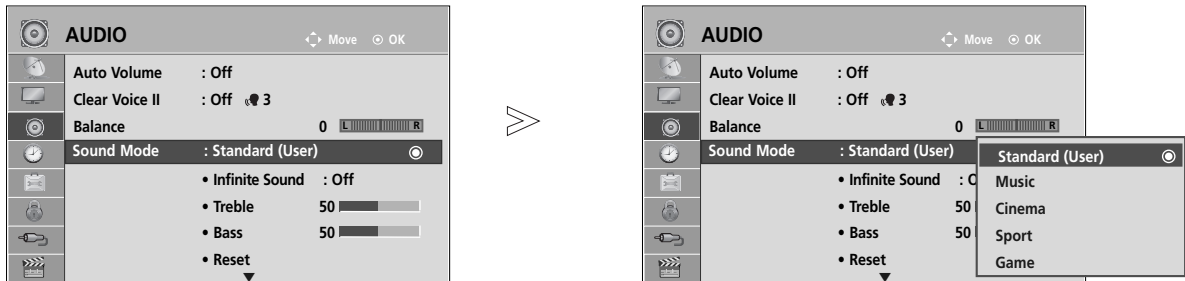 AUDIO
Move OK
Auto Volume : Off
Clear Voice II : Off 3
Balance 0 L R
Sound Mode : Standard (User)
• Infinite Sound : Off
• Treble 50
• Bass 50
• Reset
AUDIO
Move OK
Auto Volume : Off
Clear Voice II : Off 3
Balance 0 L R
Sound Mode : Standard (User)
• Infinite Sound : O
• Treble 50
• Bass 50
• Reset
Standard (User)
Music
Cinema
Sport
Game